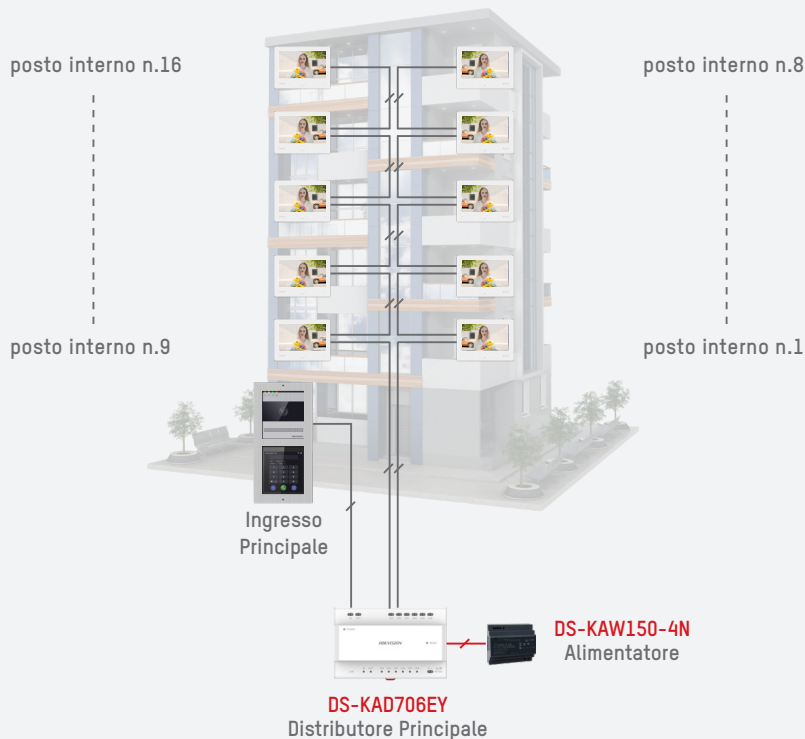 posto interno n.16
posto interno n.8
posto interno n.9
posto interno n.1
Ingresso
Principale
HIKVISION
DS-KAW150-4N
Alimentatore
DS-KAD706EY
Distributore Principale